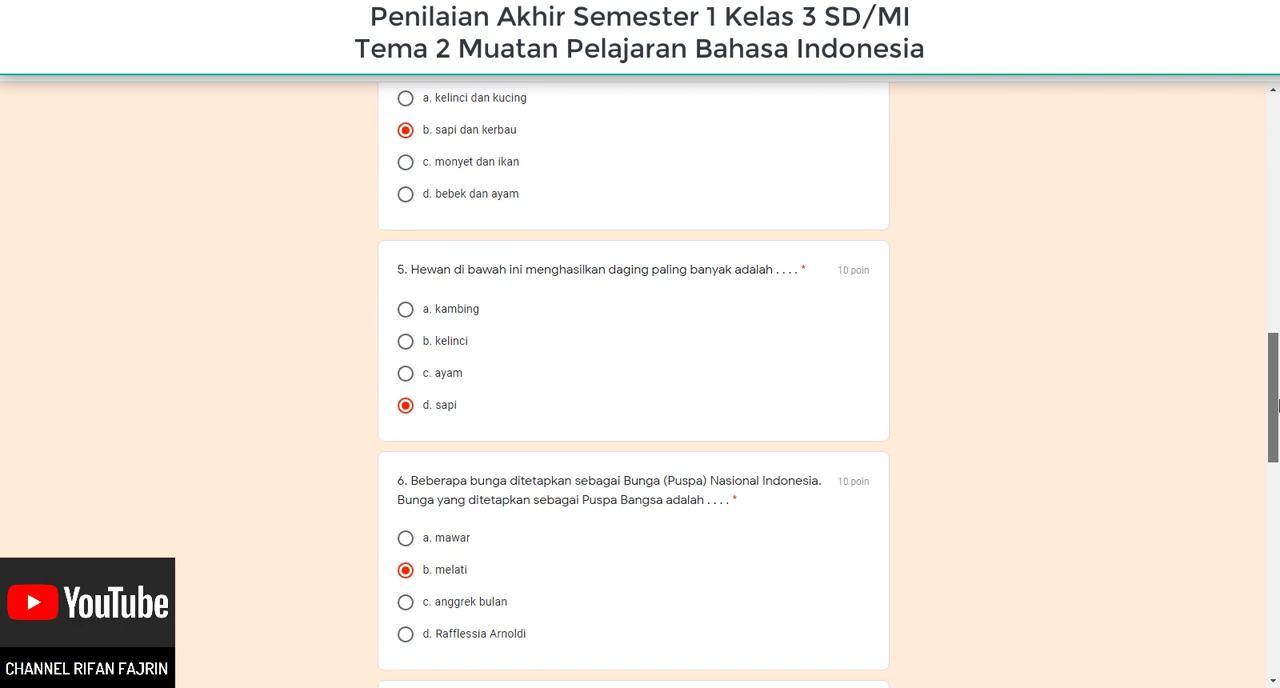 Penilaian Akhir Semester 1 Kelas 3 SD/MI
Tema 2 Muatan Pelajaran Bahasa Indonesia
a. kelinci dan kucing
b. sapi dan kerbau
c. monyet dan ikan
d. bebek dan ayam
5. Hewan di bawah ini menghasilkan daging paling banyak adalah . . . . * 10 poin
a. kambing
b. kelinci
c. ayam
d. sapi
6. Beberapa bunga ditetapkan sebagai Bunga (Puspa) Nasional Indonesia. 10 poin
Bunga yang ditetapkan sebagai Puspa Bangsa adalah . . . . *
a. mawar
b. melati
c. anggrek bulan
d. Rafflessia Arnoldi
YouTube
CHANNEL RIFAN FAJRIN